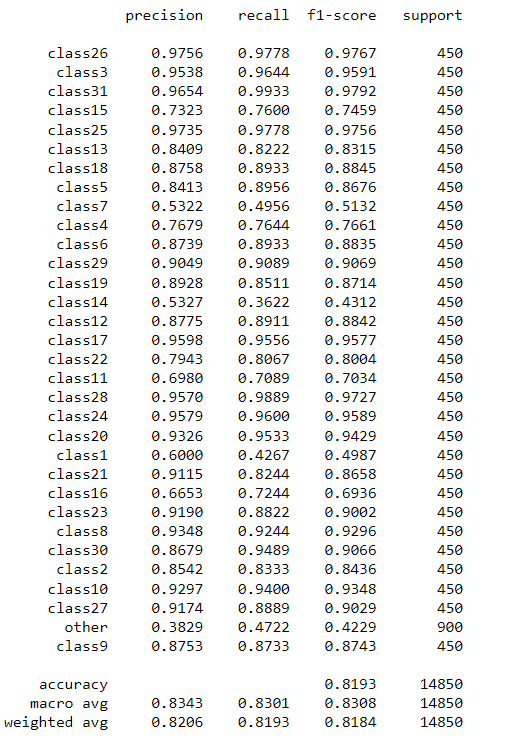 precision recall f1-score support
class26 0.9756 0.9778 0.9767 450
class3 0.9538 0.9644 0.9591 450
class31 0.9654 0.9933 0.9792 450
class15 0.7323 0.7600 0.7459 450
class25 0.9735 0.9778 0.9756 450
class13 0.8409 0.8222 0.8315 450
class18 0.8758 0.8933 0.8845 450
class5 0.8413 0.8956 0.8676 450
class7 0.5322 0.4956 0.5132 450
class4 0.7679 0.7644 0.7661 450
class6 0.8739 0.8933 0.8835 450
class29 0.9049 0.9089 0.9069 450
class19 0.8928 0.8511 0.8714 450
class14 0.5327 0.3622 0.4312 450
class12 0.8775 0.8911 0.8842 450
class17 0.9598 0.9556 0.9577 450
class22 0.7943 0.8067 0.8004 450
class11 0.6980 0.7089 0.7034 450
class28 0.9570 0.9889 0.9727 450
class24 0.9579 0.9600 0.9589 450
class20 0.9326 0.9533 0.9429 450
class1 0.6000 0.4267 0.4987 450
class21 0.9115 0.8244 0.8658 450
class16 0.6653 0.7244 0.6936 450
class23 0.9190 0.8822 0.9002 450
class8 0.9348 0.9244 0.9296 450
class30 0.8679 0.9489 0.9066 450
class2 0.8542 0.8333 0.8436 450
class10 0.9297 0.9400 0.9348 450
class27 0.9174 0.8889 0.9029 450
other 0.3829 0.4722 0.4229 900
class9 0.8753 0.8733 0.8743 450
accuracy 0.8193 14850
macro avg 0.8343 0.8301 0.8308 14850
weighted avg 0.8206 0.8193 0.8184 14850